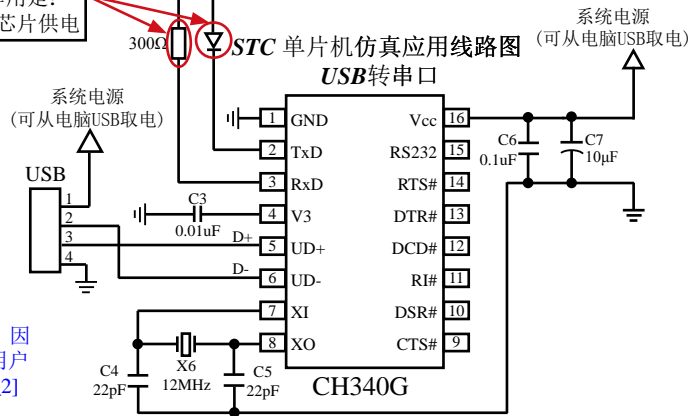 芯片供电
300Ω
STC 单片机仿真应用线路图
USB转串口
系统电源
(可从电脑USB取电)
系统电源
(可从电脑USB取电)
USB
1
2
3
4
1 GND
2 TxD
3 RxD
4 V3
5 UD+
6 UD-
7 XI
8 XO
Vcc 16
RS232 15
RTS# 14
DTR# 13
DCD# 12
RI# 11
DSR# 10
CTS# 9
C3
0.01uF
D+
D-
C6
0.1uF
C7
10μF
因
用户
2]
C4
22pF
X6
12MHz
C5
22pF
CH340G